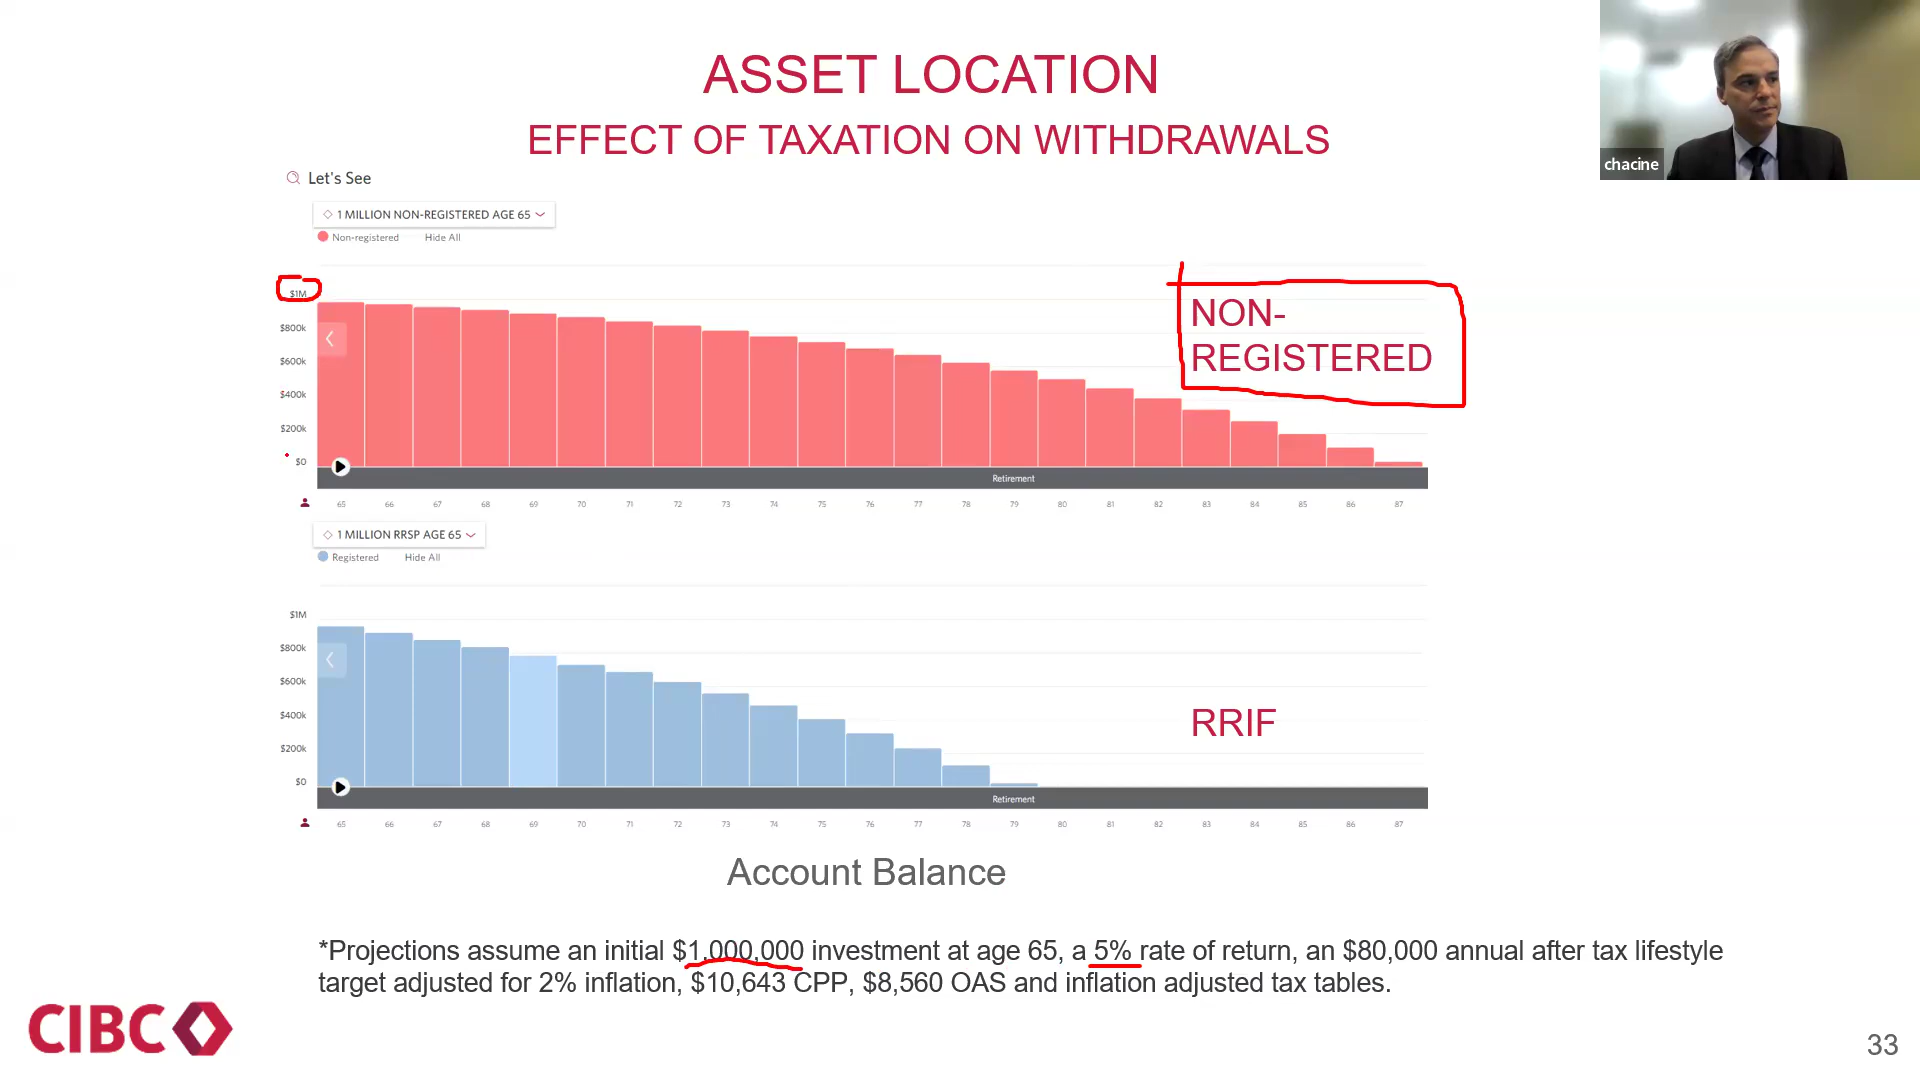 ASSET LOCATION
EFFECT OF TAXATION ON WITHDRAWALS
chacine
Let's See
1 MILLION NON-REGISTERED AGE 65
Non-registered Hide All
$1M
$800k
$600k
$400k
$200k
$0
NON-
REGISTERED
Retirement
65 66 67 68 69 70 71 72 73 74 75 76 77 78 79 80 81 82 83 84 85 86 87
1 MILLION RRSP AGE 65
Registered Hide All
$1M
$800k
$600k
$400k
$200k
$0
RRIF
Retirement
65 66 67 68 69 70 71 72 73 74 75 76 77 78 79 80 81 82 83 84 85 86 87
Account Balance
*Projections assume an initial $1,000,000 investment at age 65, a 5% rate of return, an $80,000 annual after tax lifestyle
target adjusted for 2% inflation, $10,643 CPP, $8,560 OAS and inflation adjusted tax tables.
CIBC
33